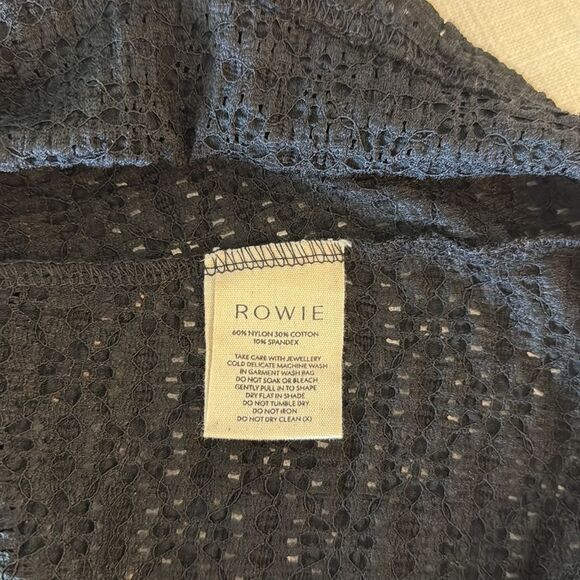 ROWIE
60% NYLON 30% COTTON
10% SPANDEX
TAKE CARE WITH JEWELLERY
COLD DELICATE MACHINE WASH
IN GARMENT WASH BAG
DO NOT SOAK OR BLEACH
GENTLY PULL IN TO SHAPE
DRY FLAT IN SHADE
DO NOT TUMBLE DRY
DO NOT IRON
DO NOT DRY CLEAN (X)